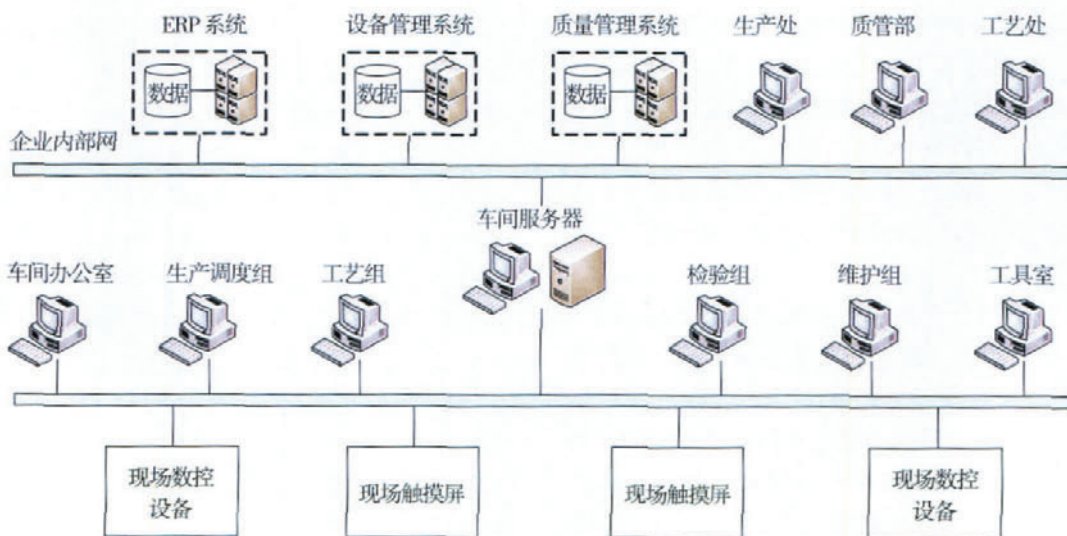 ERP 系统
设备管理系统
质量管理系统
生产处
质管部
工艺处
数据
数据
数据
企业内部网
车间服务器
车间办公室
生产调度组
工艺组
检验组
维护组
工具室
现场数控
设备
现场触摸屏
现场触摸屏
现场数控
设备